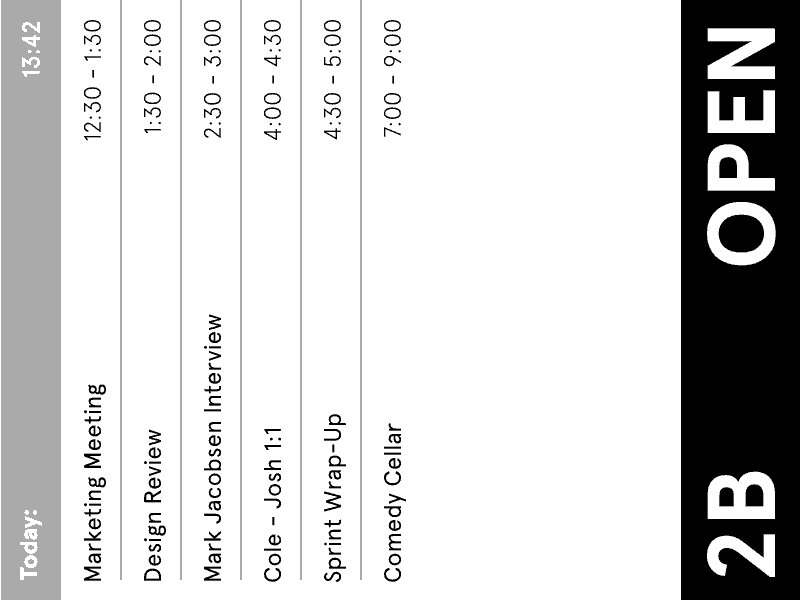 Today: 13:42
Marketing Meeting 12:30 - 1:30
Design Review 1:30 - 2:00
Mark Jacobsen Interview 2:30 - 3:00
Cole - Josh 1:1 4:00 - 4:30
Sprint Wrap-Up 4:30 - 5:00
Comedy Cellar 7:00 - 9:00
2B OPEN